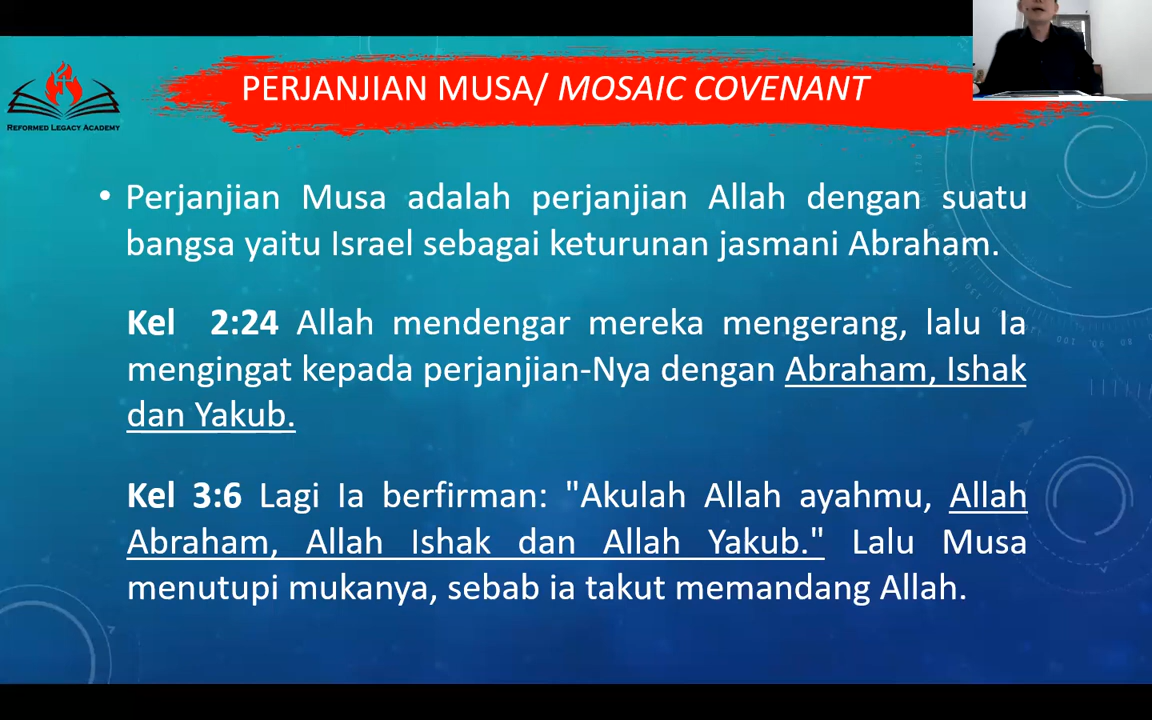 PERJANJIAN MUSA/ MOSAIC COVENANT
REFORMED LEGACY ACADEMY
• Perjanjian Musa adalah perjanjian Allah dengan suatu
bangsa yaitu Israel sebagai keturunan jasmani Abraham.
Kel 2:24 Allah mendengar mereka mengerang, lalu Ia
mengingat kepada perjanjian-Nya dengan Abraham, Ishak
dan Yakub.
Kel 3:6 Lagi Ia berfirman: "Akulah Allah ayahmu, Allah
Abraham, Allah Ishak dan Allah Yakub." Lalu Musa
menutupi mukanya, sebab ia takut memandang Allah.